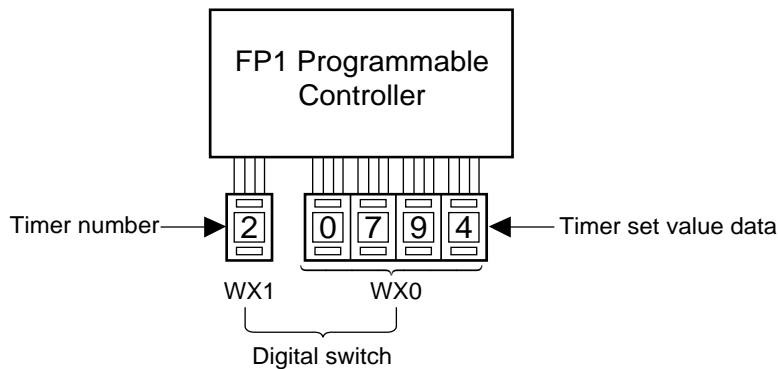 FP1 Programmable
Controller
Timer number
2
0 7 9 4
Timer set value data
WX1
WX0
Digital switch